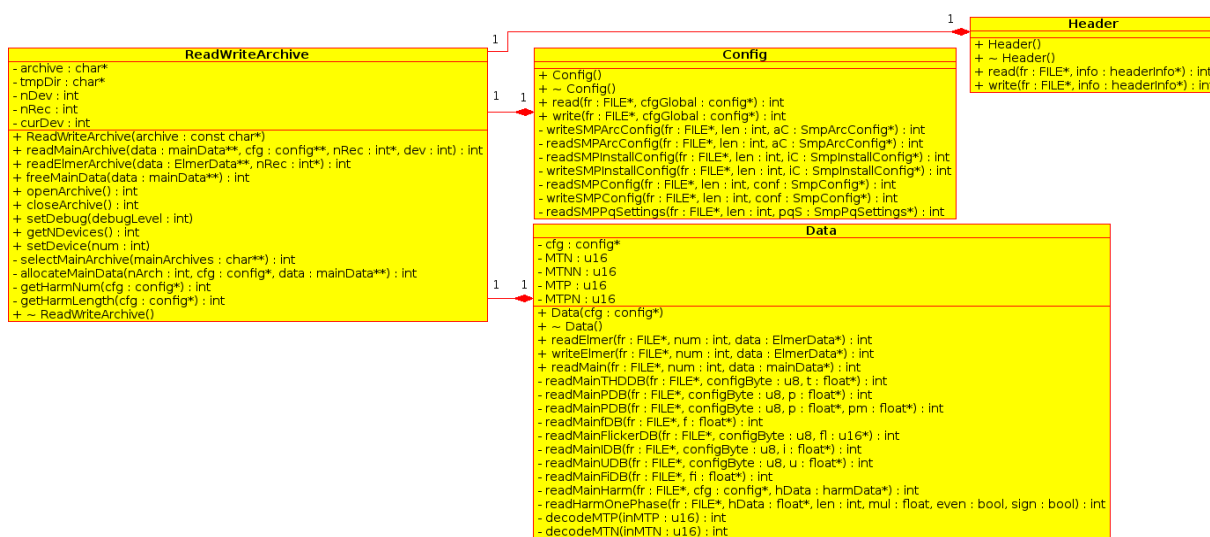 ReadWriteArchive
- archive : char*
- tmpDir : char*
- nDev : int
- nRec : int
- curDev : int
+ ReadWriteArchive(archive : const char*)
+ readMainArchive(data : mainData**, cfg : config**, nRec : int*, dev : int) : int
+ readElmerArchive(data : ElmerData**, nRec : int*) : int
+ freeMainData(data : mainData**) : int
+ openArchive() : int
+ closeArchive() : int
+ setDebug(debugLevel : int)
+ getNDevices() : int
+ setDevice(num : int)
- selectMainArchive(mainArchives : char**) : int
- allocateMainData(nArch : int, cfg : config*, data : mainData**) : int
- getHarmNum(cfg : config*) : int
- getHarmLength(cfg : config*) : int
+ ~ ReadWriteArchive()
1
1
1 1
1 1
Config
+ Config()
+ ~ Config()
+ read(fr : FILE*, cfgGlobal : config*) : int
+ write(fr : FILE*, cfgGlobal : config*) : int
- writeSMPArcConfig(fr : FILE*, len : int, aC : SmpArcConfig*) : int
- readSMPArcConfig(fr : FILE*, len : int, aC : SmpArcConfig*) : int
- readSMPInstallConfig(fr : FILE*, len : int, iC : SmpInstallConfig*) : int
- writeSMPInstallConfig(fr : FILE*, len : int, iC : SmpInstallConfig*) : int
- readSMPConfig(fr : FILE*, len : int, conf : SmpConfig*) : int
- writeSMPConfig(fr : FILE*, len : int, conf : SmpConfig*) : int
- readSMPPqSettings(fr : FILE*, len : int, pqS : SmpPqSettings*) : int
Header
+ Header()
+ ~ Header()
+ read(fr : FILE*, info : headerInfo*) : int
+ write(fr : FILE*, info : headerInfo*) : int
Data
- cfg : config*
- MTN : u16
- MTNN : u16
- MTP : u16
- MTPN : u16
+ Data(cfg : config*)
+ ~ Data()
+ readElmer(fr : FILE*, num : int, data : ElmerData*) : int
+ writeElmer(fr : FILE*, num : int, data : ElmerData*) : int
+ readMain(fr : FILE*, num : int, data : mainData*) : int
- readMainTHDDB(fr : FILE*, configByte : u8, t : float*) : int
- readMainPDB(fr : FILE*, configByte : u8, p : float*) : int
- readMainPDB(fr : FILE*, configByte : u8, p : float*, pm : float*) : int
- readMainfDB(fr : FILE*, f : float*) : int
- readMainFlickerDB(fr : FILE*, configByte : u8, fl : u16*) : int
- readMainIDB(fr : FILE*, configByte : u8, i : float*) : int
- readMainUDB(fr : FILE*, configByte : u8, u : float*) : int
- readMainFiDB(fr : FILE*, fi : float*) : int
- readMainHarm(fr : FILE*, cfg : config*, hData : harmData*) : int
- readHarmOnePhase(fr : FILE*, hData : float*, len : int, mul : float, even : bool, sign : bool) : int
- decodeMTP(inMTP : u16) : int
- decodeMTN(inMTN : u16) : int